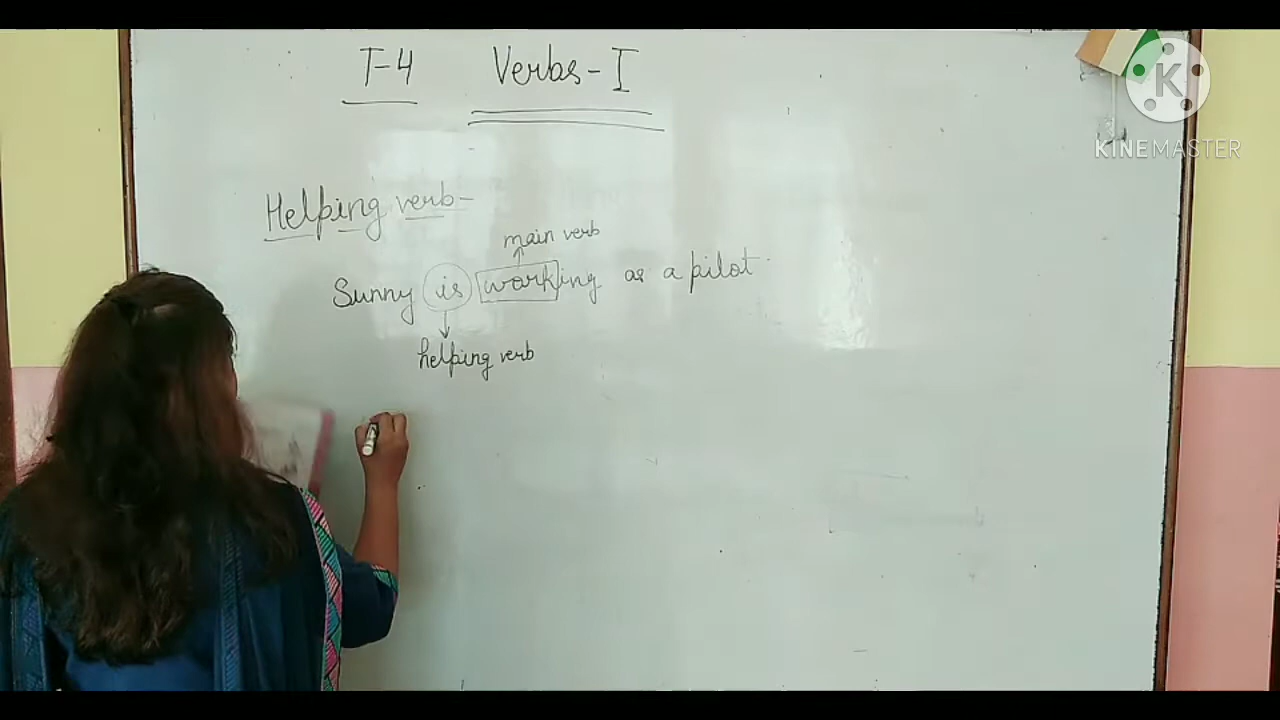 T-4 Verbs-I
K
KINEMASTER
Helping verb-
main verb
Sunny is working as a pilot.
helping verb